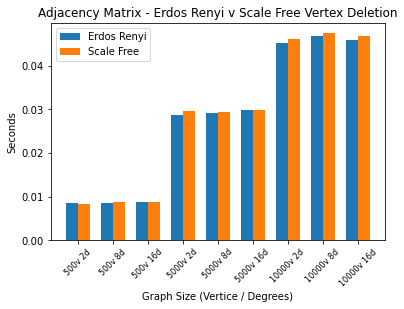 Adjacency Matrix - Erdos Renyi v Scale Free Vertex Deletion
Erdos Renyi
Scale Free
Seconds
0.04
0.03
0.02
0.01
0.00
500v 2d
500v 8d
500v 16d
5000v 2d
5000v 8d
5000v 16d
10000v 2d
10000v 8d
10000v 16d
Graph Size (Vertice / Degrees)